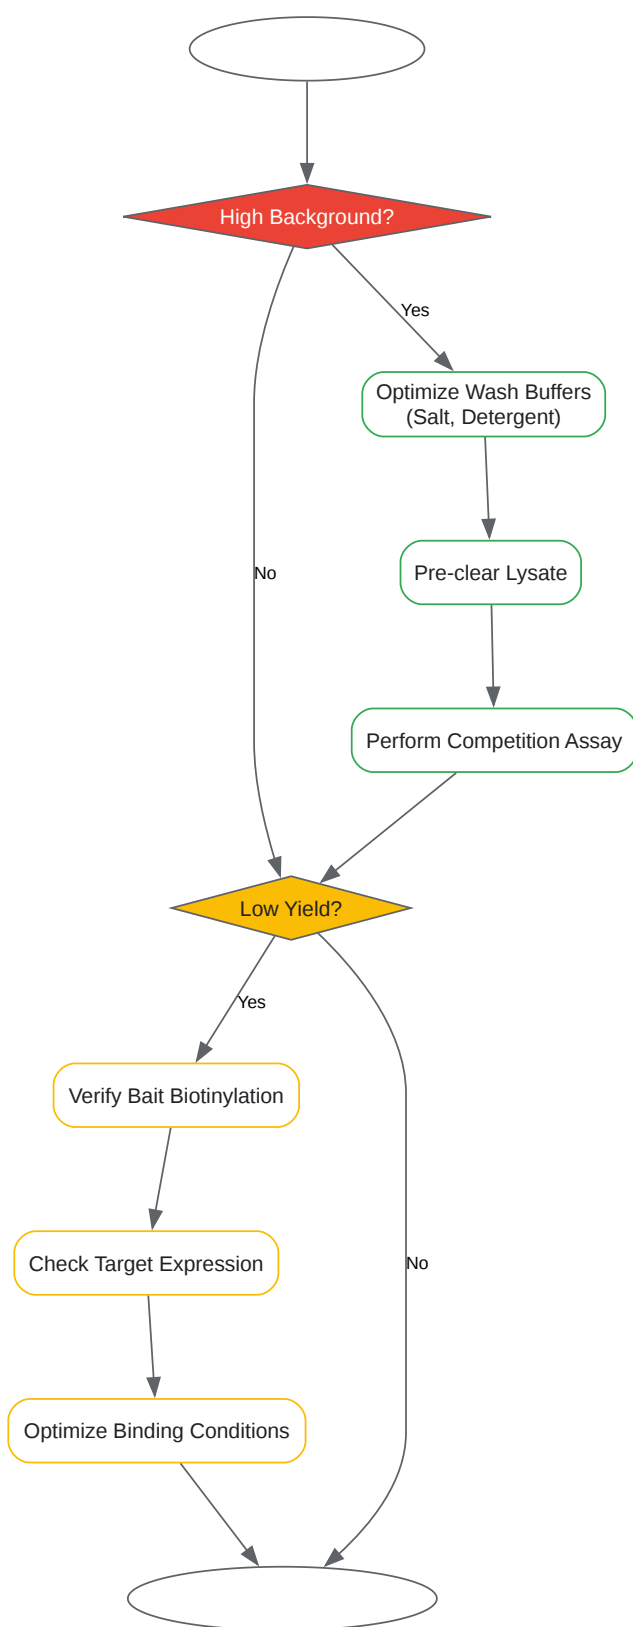 High Background?
Yes
Optimize Wash Buffers
(Salt, Detergent)
No
Pre-clear Lysate
Perform Competition Assay
Low Yield?
Yes
Verify Bait Biotinylation
Check Target Expression
No
Optimize Binding Conditions